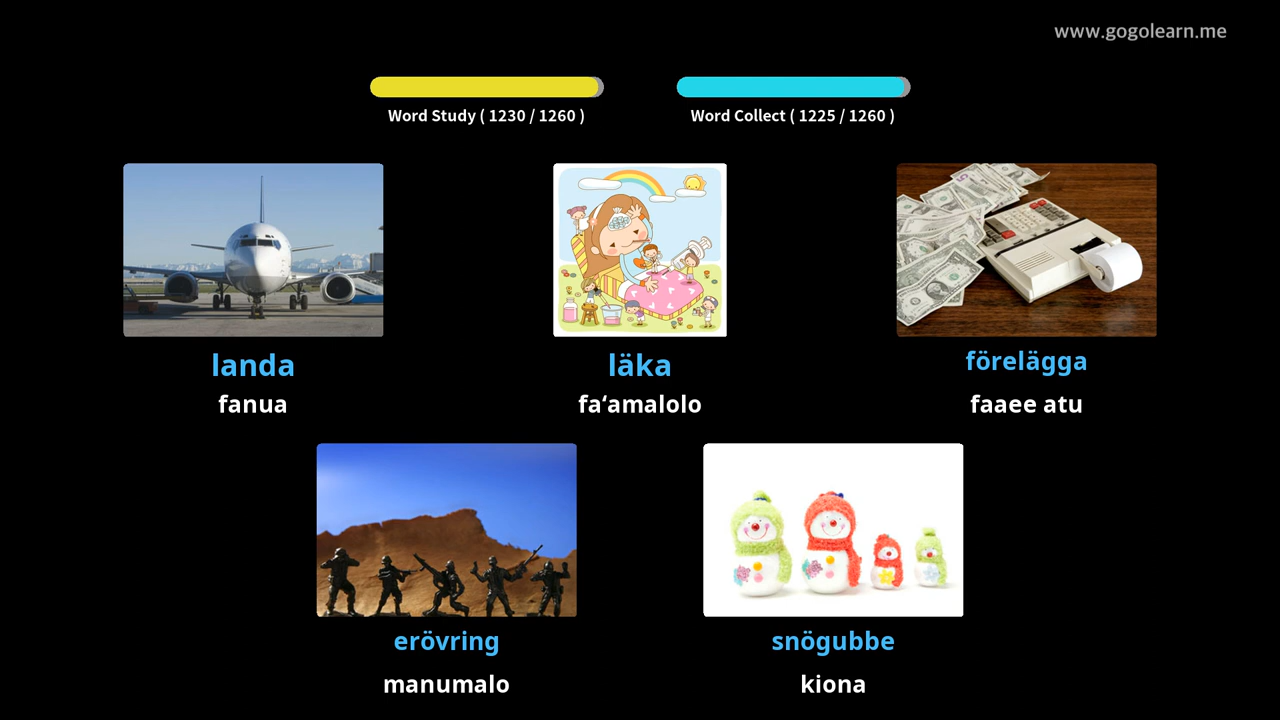 www.gogolearn.me
Word Study ( 1230 / 1260 )
Word Collect ( 1225 / 1260 )
landa
läka
förelägga
fanua
fa‘amalolo
faaee atu
erövring
snögubbe
manumalo
kiona